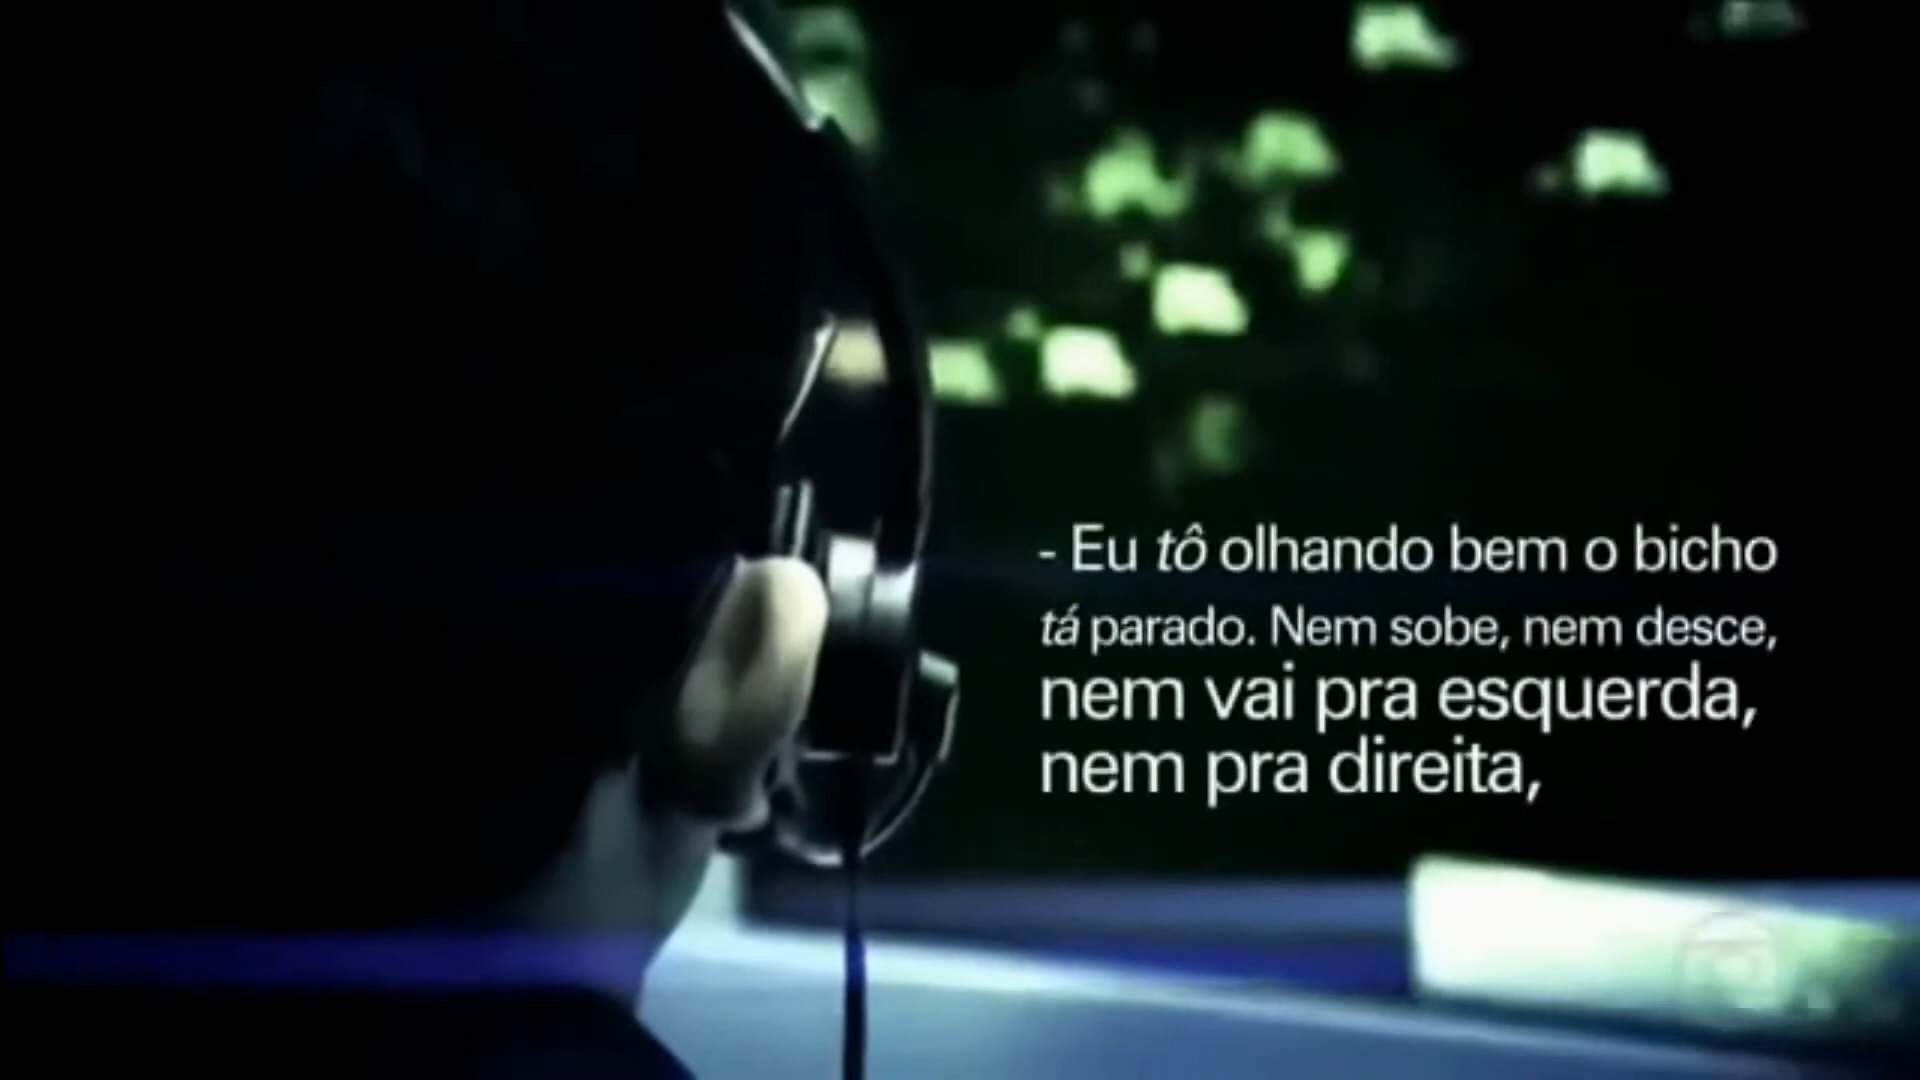 - Eu tô olhando bem o bicho
tá parado. Nem sobe, nem desce,
nem vai pra esquerda,
nem pra direita,